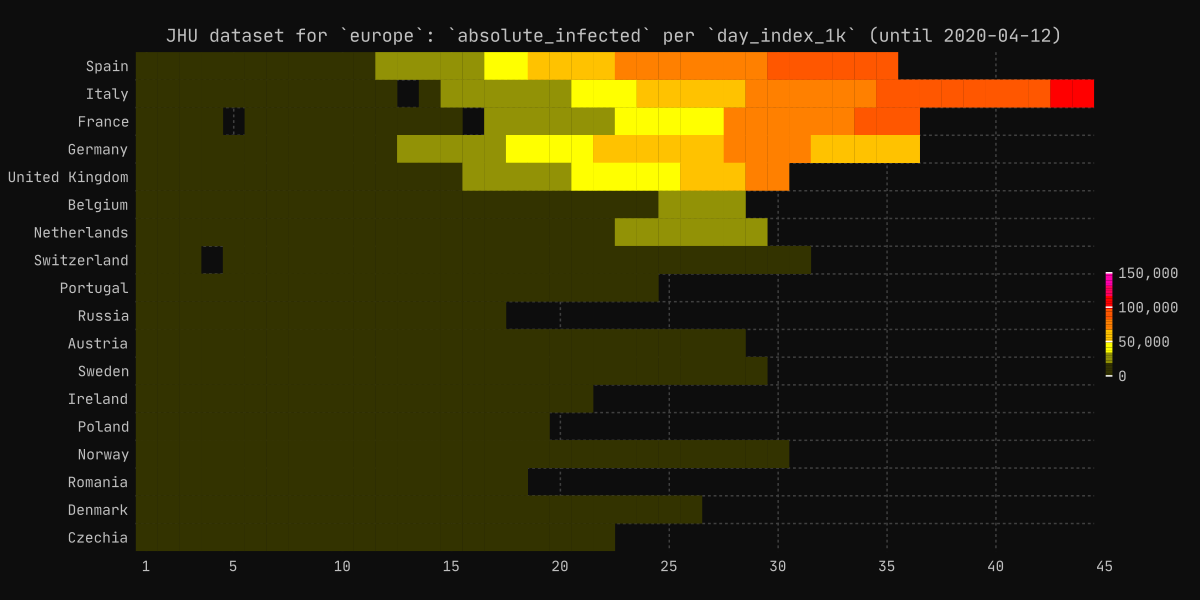 JHU dataset for `europe`: `absolute_infected` per `day_index_1k` (until 2020-04-12)
Spain
Italy
France
Germany
United Kingdom
Belgium
Netherlands
Switzerland
Portugal
Russia
Austria
Sweden
Ireland
Poland
Norway
Romania
Denmark
Czechia
150,000
100,000
50,000
0
1 5 10 15 20 25 30 35 40 45